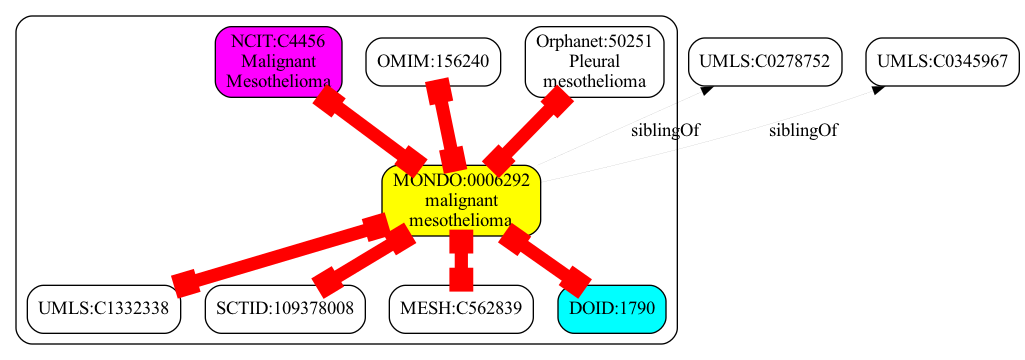 NCIT:C4456
Malignant
Mesothelioma
OMIM:156240
Orphanet:50251
Pleural
mesothelioma
UMLS:C0278752
UMLS:C0345967
siblingOf
siblingOf
MONDO:0006292
malignant
mesothelioma
UMLS:C1332338
SCTID:109378008
MESH:C562839
DOID:1790